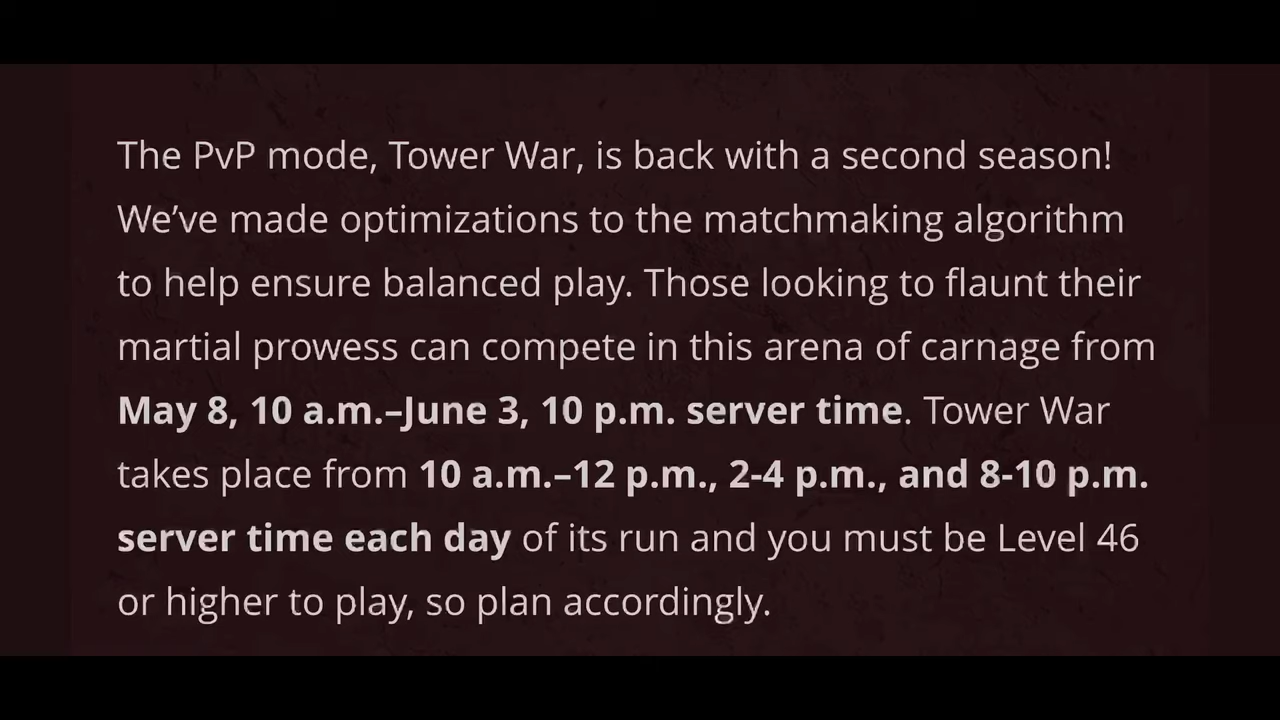 The PvP mode, Tower War, is back with a second season!
We’ve made optimizations to the matchmaking algorithm
to help ensure balanced play. Those looking to flaunt their
martial prowess can compete in this arena of carnage from
May 8, 10 a.m.–June 3, 10 p.m. server time. Tower War
takes place from 10 a.m.–12 p.m., 2-4 p.m., and 8-10 p.m.
server time each day of its run and you must be Level 46
or higher to play, so plan accordingly.